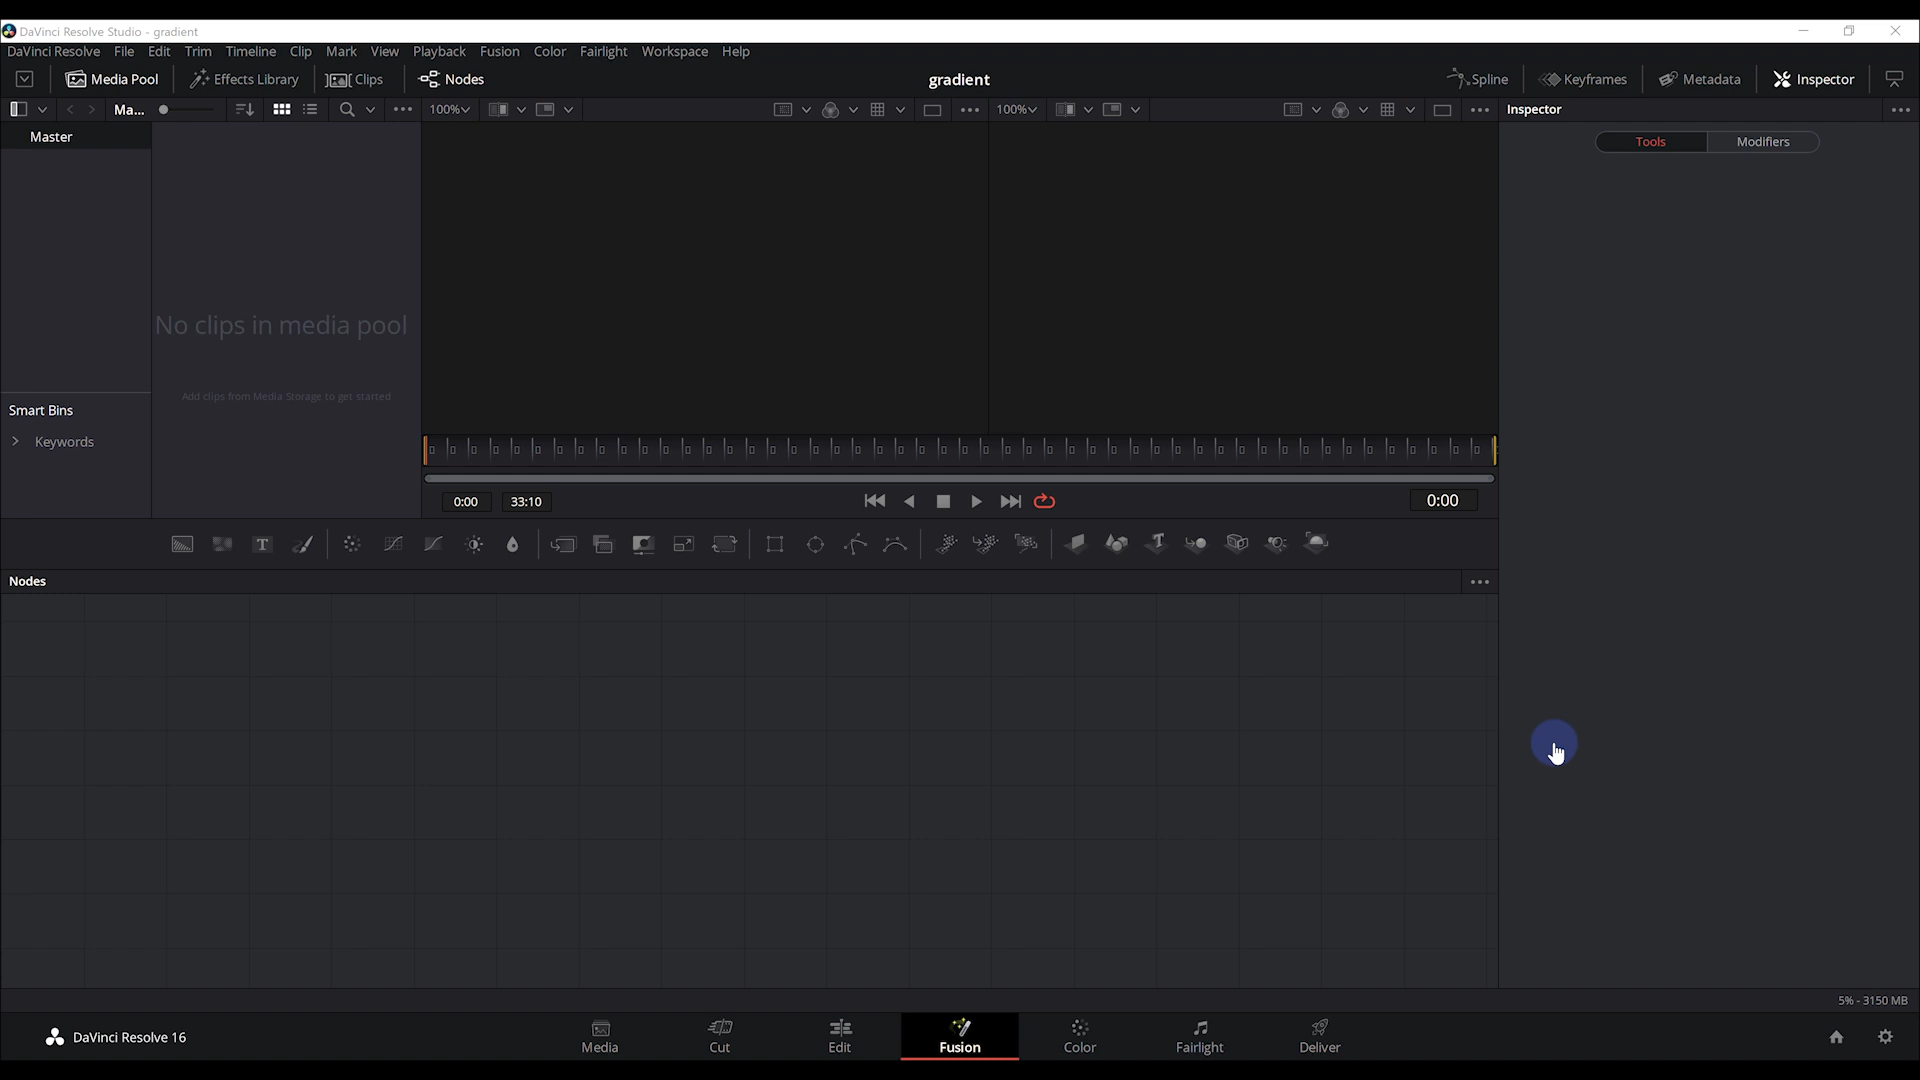 DaVinci Resolve Studio - gradient
DaVinci Resolve File Edit Trim Timeline Clip Mark View Playback Fusion Color Fairlight Workspace Help
Media Pool Effects Library Clips Nodes gradient Spline Keyframes Metadata Inspector
Ma... 100% 100% Inspector
Master Tools Modifiers
No clips in media pool
Add clips from Media Storage to get started
Smart Bins
Keywords
0:00 33:10 0:00
Nodes
5% - 3150 MB
DaVinci Resolve 16 Media Cut Edit Fusion Color Fairlight Deliver